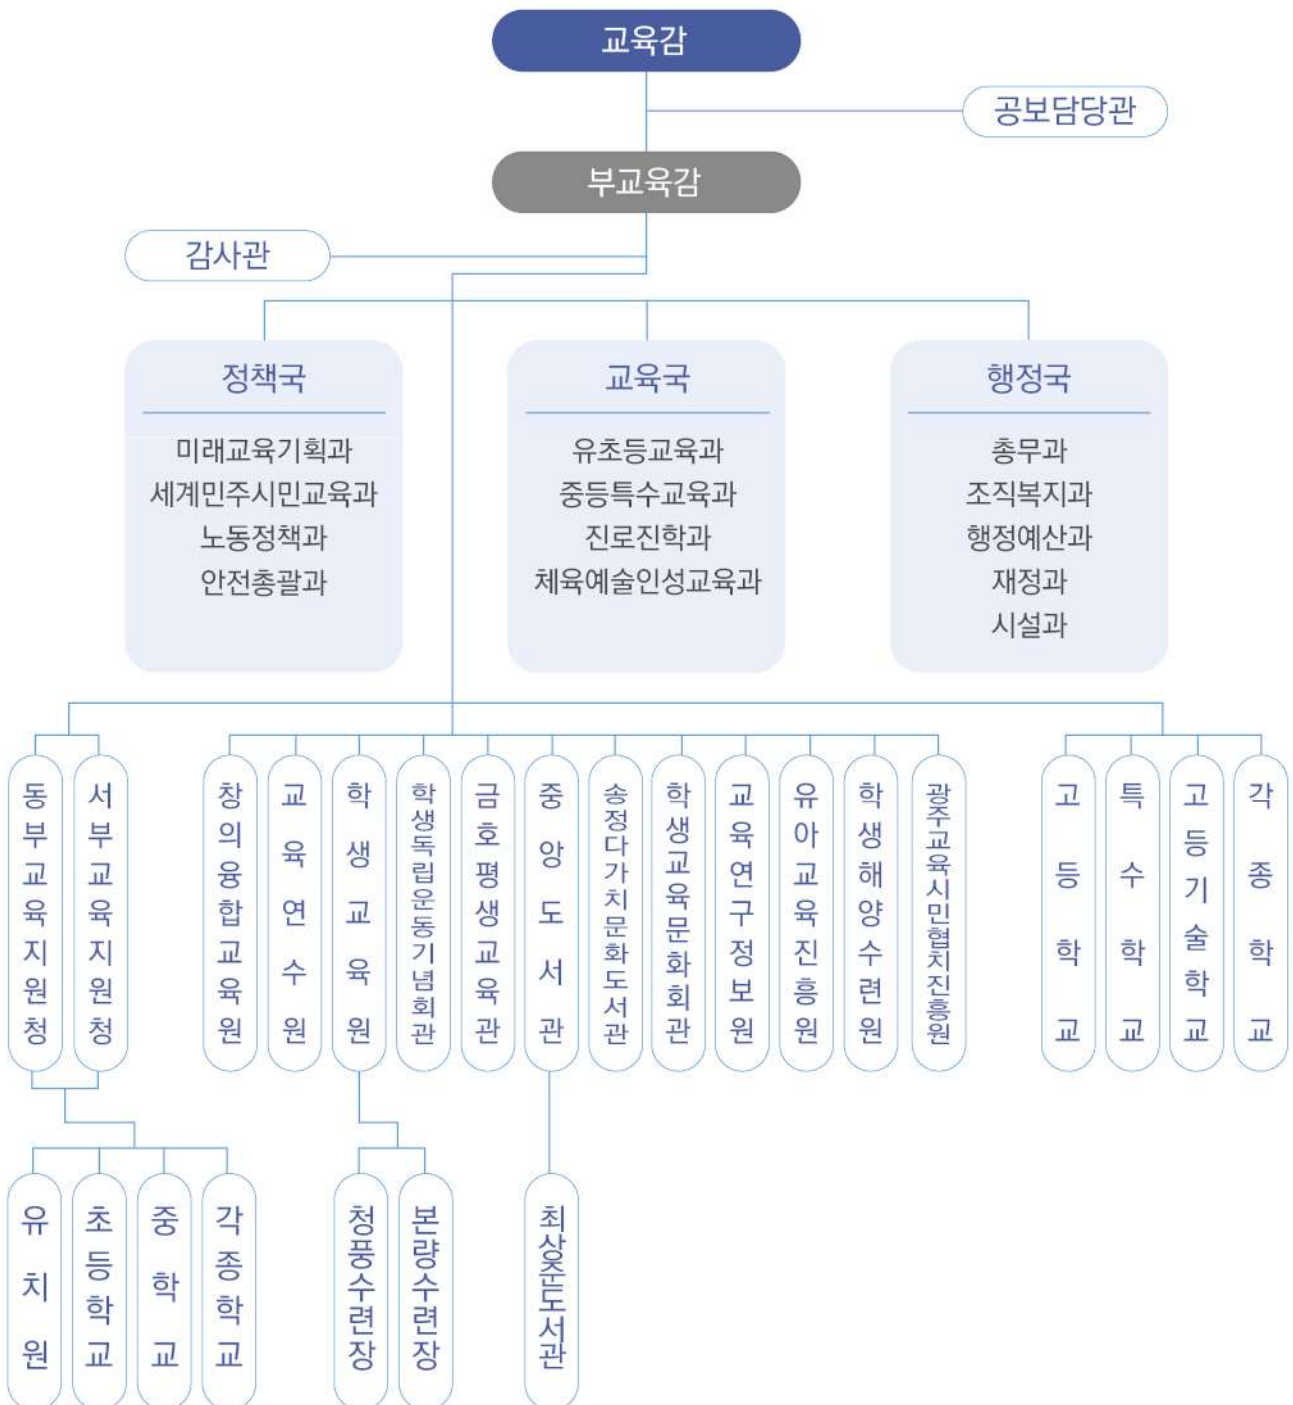 교육감
공보담당관
부교육감
감사관
정책국
미래교육기획과
세계민주시민교육과
노동정책과
안전총괄과
교육국
유초등교육과
중등특수교육과
진로진학과
체육예술인성교육과
행정국
총무과
조직복지과
행정예산과
재정과
시설과
동부교육지원청
서부교육지원청
창의융합교육원
교육연수원
학생교육원
학생독립운동기념회관
금호평생교육관
중앙도서관
송정다가치문화도서관
학생교육문화회관
교육연구정보원
유아교육진흥원
학생해양수련원
광주교육시민협치진흥원
고등학교
특수학교
고등기술학교
각종학교
유치원
초등학교
중학교
각종학교
청풍수련장
본량수련장
최상준도서관